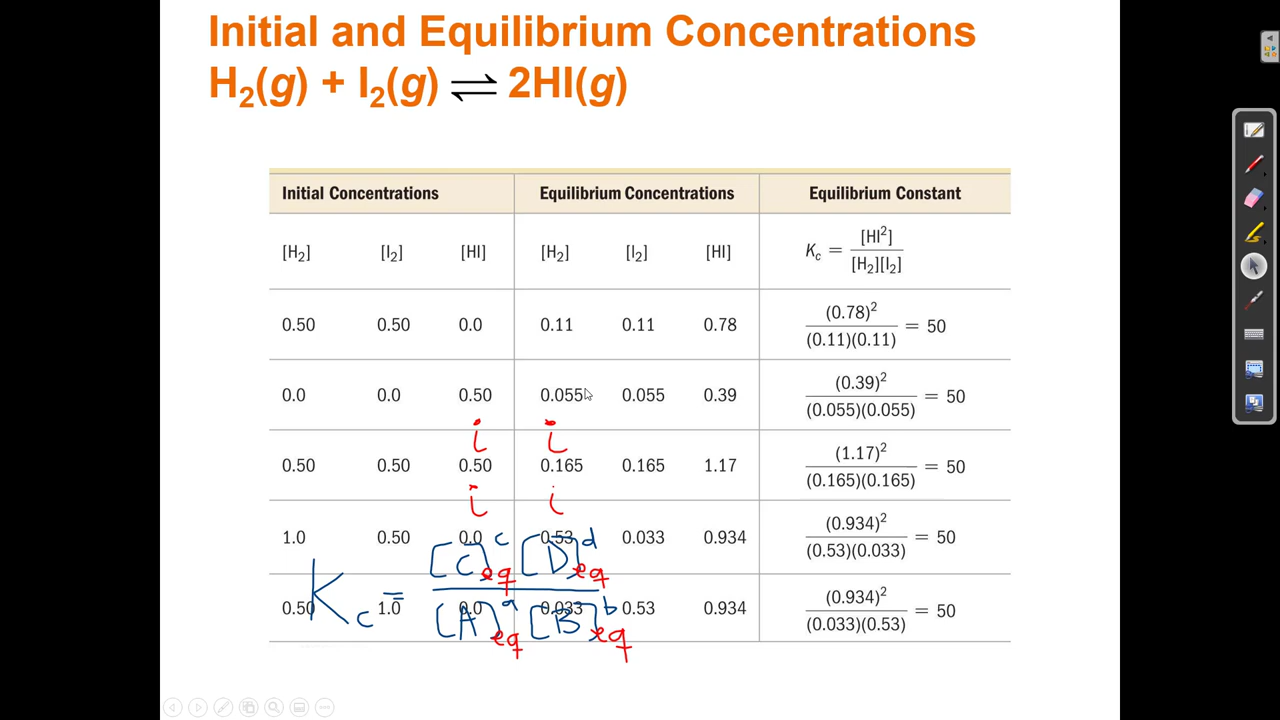 Initial and Equilibrium Concentrations
H₂(g) + I₂(g) ⇌ 2HI(g)
Initial Concentrations Equilibrium Concentrations Equilibrium Constant
[H₂] [I₂] [HI] [H₂] [I₂] [HI] Kc = [HI²] / [H₂][I₂]
0.50 0.50 0.0 0.11 0.11 0.78 (0.78)² / (0.11)(0.11) = 50
0.0 0.0 0.50 0.055 0.055 0.39 (0.39)² / (0.055)(0.055) = 50
i i
0.50 0.50 0.50 0.165 0.165 1.17 (1.17)² / (0.165)(0.165) = 50
i i
1.0 0.50 0.0 0.53 0.033 0.934 (0.934)² / (0.53)(0.033) = 50
0.50 1.0 0.0 0.033 0.53 0.934 (0.934)² / (0.033)(0.53) = 50
Kc = [C]eq^c [D]eq^d / [A]eq^a [B]eq^b